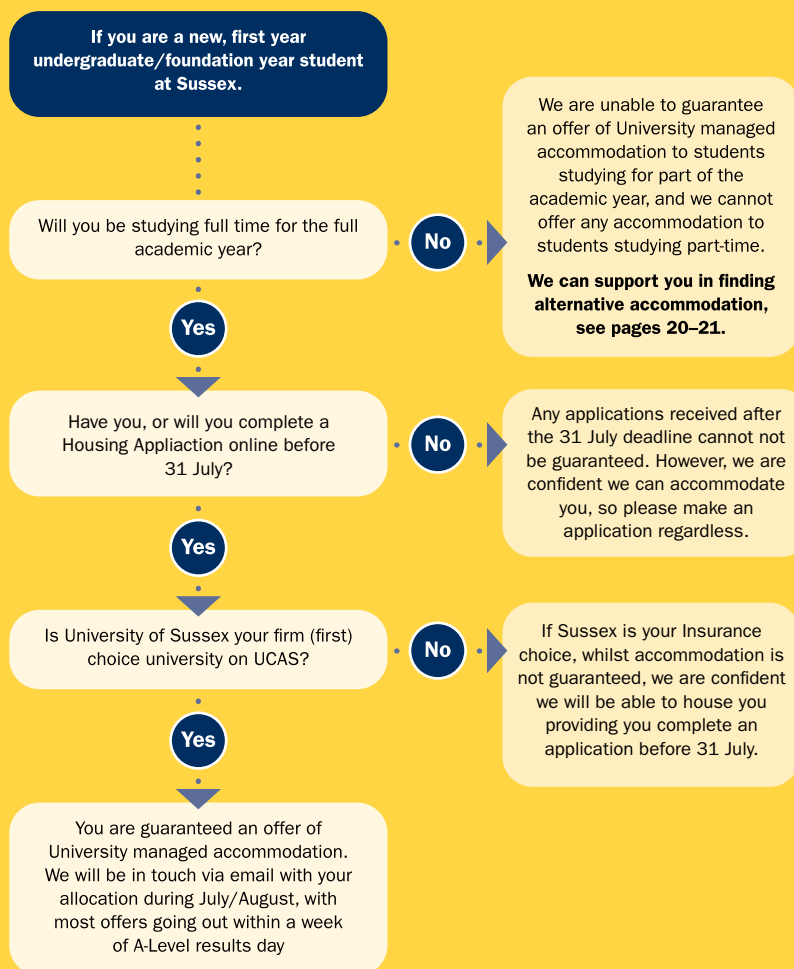 If you are a new, first year
undergraduate/foundation year student
at Sussex.
Will you be studying full time for the full
academic year?
No
We are unable to guarantee
an offer of University managed
accommodation to students
studying for part of the
academic year, and we cannot
offer any accommodation to
students studying part-time.
We can support you in finding
alternative accommodation,
see pages 20–21.
Yes
Have you, or will you complete a
Housing Appliaction online before
31 July?
No
Any applications received after
the 31 July deadline cannot not
be guaranteed. However, we are
confident we can accommodate
you, so please make an
application regardless.
Yes
Is University of Sussex your firm (first)
choice university on UCAS?
No
If Sussex is your Insurance
choice, whilst accommodation is
not guaranteed, we are confident
we will be able to house you
providing you complete an
application before 31 July.
Yes
You are guaranteed an offer of
University managed accommodation.
We will be in touch via email with your
allocation during July/August, with
most offers going out within a week
of A-Level results day